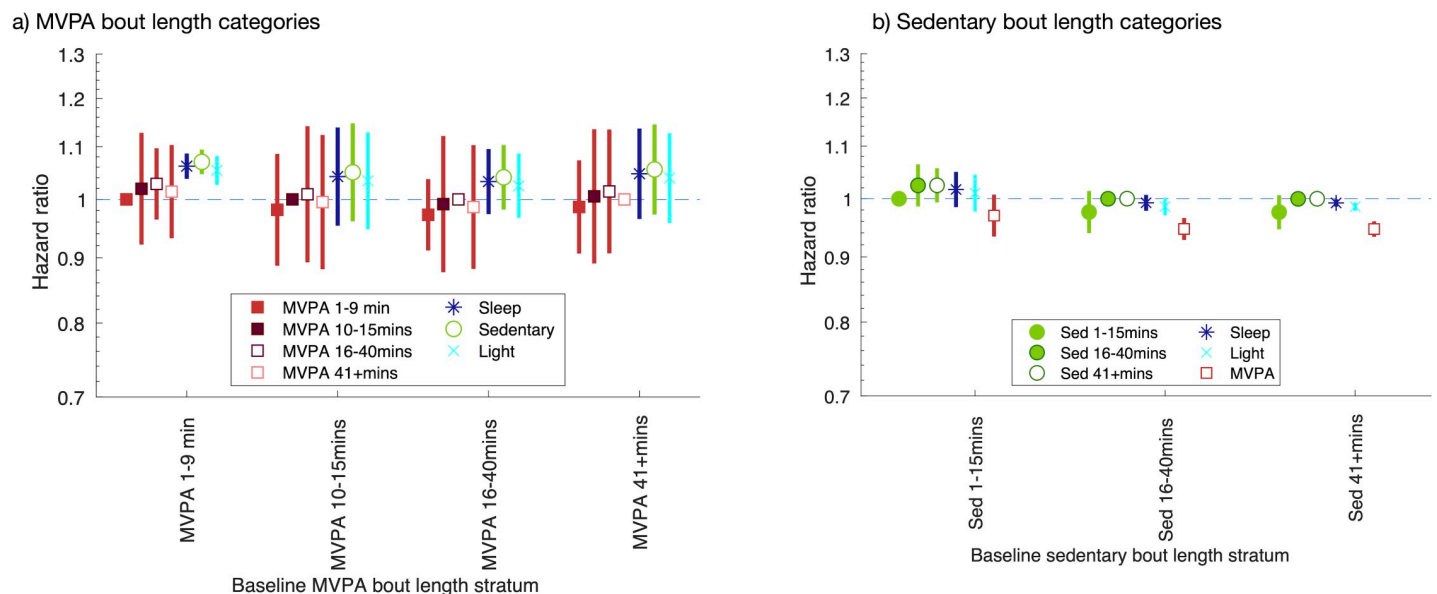 a) MVPA bout length categories
1.3
1.2
1.1
1
0.9
0.8
0.7
Hazard ratio
MVPA 1-9 min
MVPA 10-15mins
MVPA 16-40mins
MVPA 41+mins
Sleep
Sedentary
Light
MVPA 1-9 min
MVPA 10-15mins
MVPA 16-40mins
MVPA 41+mins
Baseline MVPA bout length stratum
b) Sedentary bout length categories
1.3
1.2
1.1
1
0.9
0.8
0.7
Hazard ratio
Sed 1-15mins
Sed 16-40mins
Sed 41+mins
Sleep
Light
MVPA
Sed 1-15mins
Sed 16-40mins
Sed 41+mins
Baseline sedentary bout length stratum